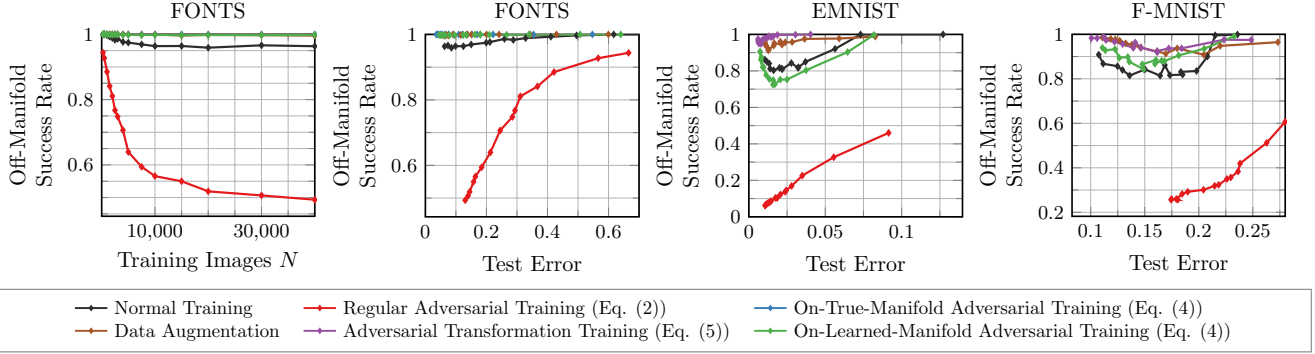 FONTS
Off-Manifold
Success Rate
1
0.8
0.6
10,000
30,000
Training Images N
FONTS
Off-Manifold
Success Rate
1
0.8
0.6
0
0.2
0.4
0.6
Test Error
EMNIST
Off-Manifold
Success Rate
1
0.8
0.6
0.4
0.2
0
0
0.05
0.1
Test Error
F-MNIST
Off-Manifold
Success Rate
1
0.8
0.6
0.4
0.2
0.1
0.15
0.2
0.25
Test Error
Normal Training
Regular Adversarial Training (Eq. (2))
On-True-Manifold Adversarial Training (Eq. (4))
Data Augmentation
Adversarial Transformation Training (Eq. (5))
On-Learned-Manifold Adversarial Training (Eq. (4))